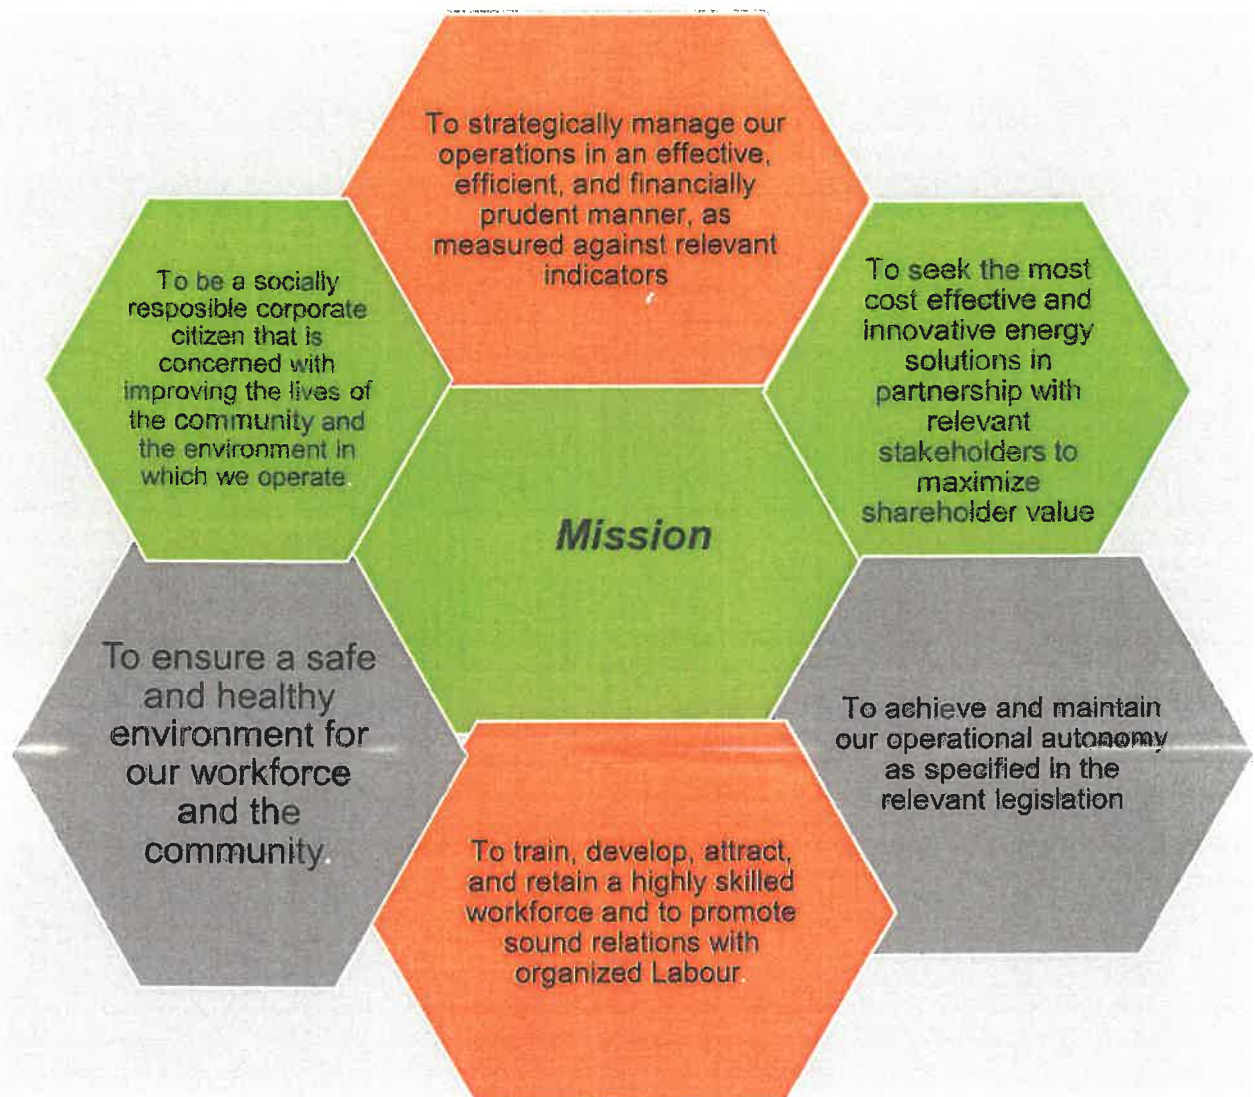 To strategically manage our
operations in an effective,
efficient, and financially
prudent manner, as
measured against relevant
indicators
To be a socially
resposible corporate
citizen that is
concerned with
improving the lives of
the community and
the environment in
which we operate.
To seek the most
cost effective and
innovative energy
solutions in
partnership with
relevant
stakeholders to
maximize
shareholder value
Mission
To ensure a safe
and healthy
environment for
our workforce
and the
community.
To achieve and maintain
our operational autonomy
as specified in the
relevant legislation
To train, develop, attract,
and retain a highly skilled
workforce and to promote
sound relations with
organized Labour.